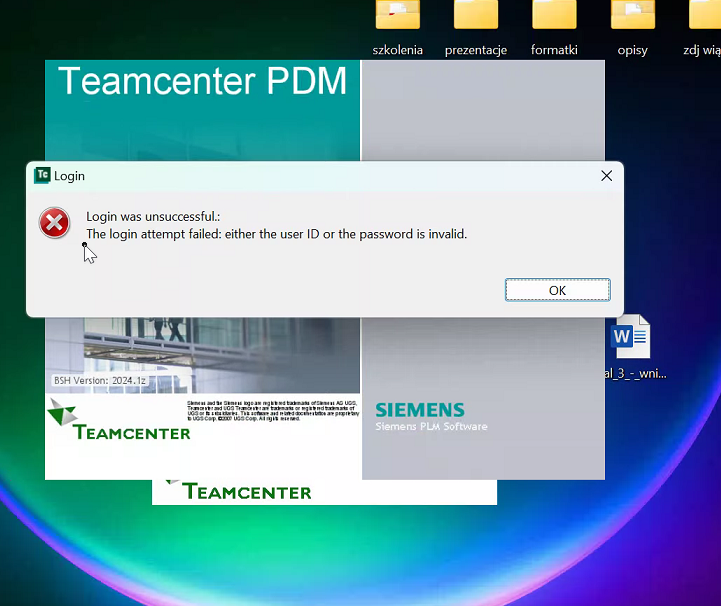 szkolenia prezentacje formatki opisy zdj wią
Teamcenter PDM
Tc Login
Login was unsuccessful.:
The login attempt failed: either the user ID or the password is invalid.
OK
W
al_3_-_wni...
BSH Version: 2024.1z
Siemens and the Siemens logo are registered trademarks of Siemens AG UGS,
Teamcenter and UGS Teamcenter are trademarks or registered trademarks of
UGS or its subsidiaries. This software and related documentation are proprietary
to UGS Corp. ©2007 UGS Corp. All rights reserved.
TEAMCENTER
SIEMENS
Siemens PLM Software
TEAMCENTER